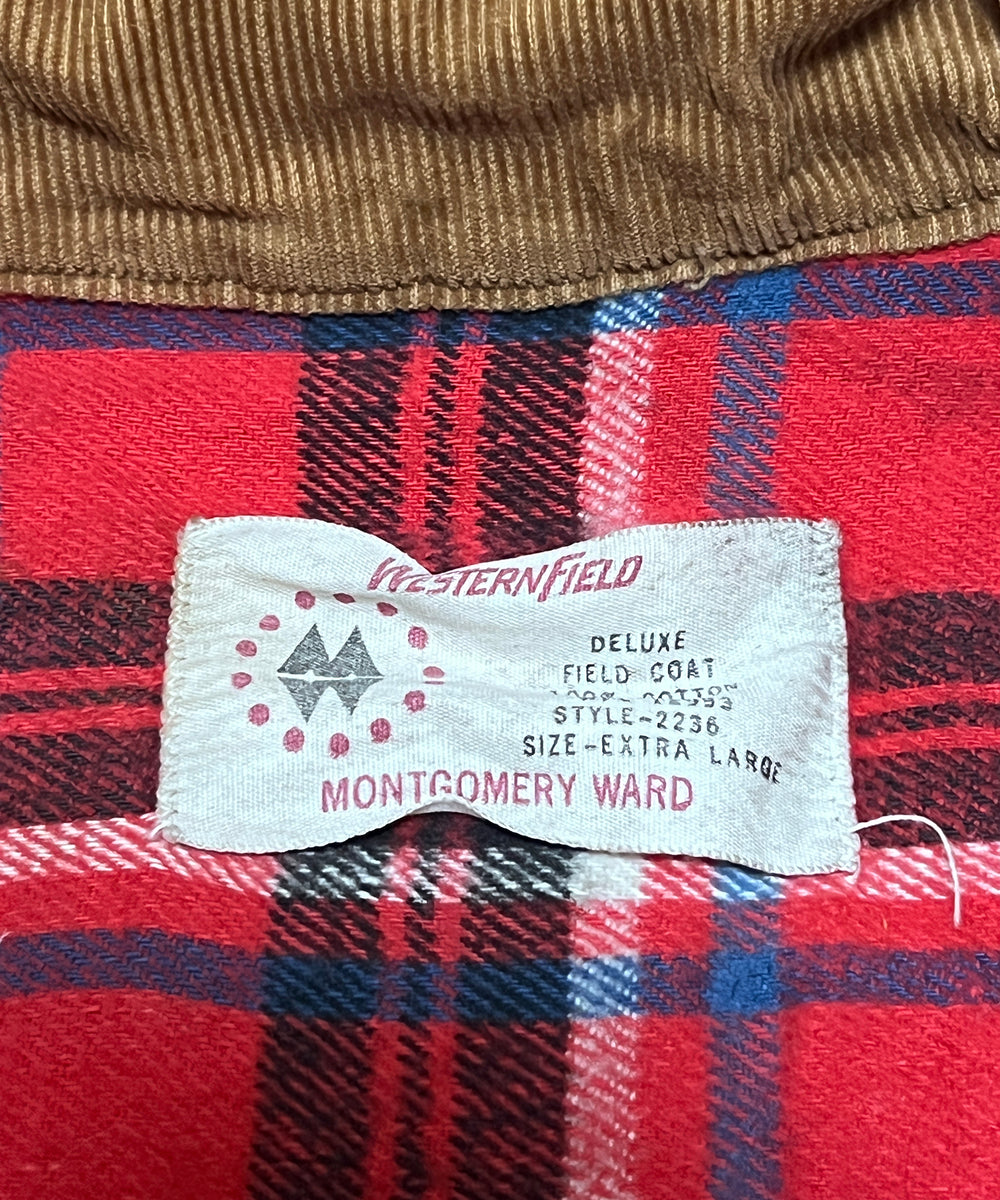 WESTERNFIELD
DELUXE
FIELD COAT
STYLE-2236
SIZE-EXTRA LARGE
MONTGOMERY WARD